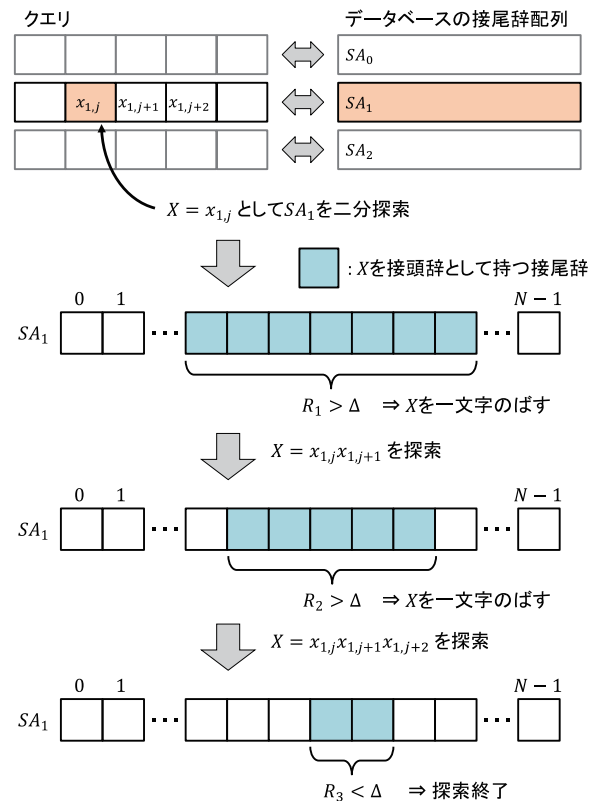 クエリ
データベースの接尾辞配列
SA₀
x₁,ⱼ x₁,ⱼ₊₁ x₁,ⱼ₊₂
SA₁
SA₂
X = x₁,ⱼ としてSA₁を二分探索
: Xを接頭辞として持つ接尾辞
0 1 N − 1
SA₁ ⋯ ⋯
R₁ > Δ ⇒ Xを一文字のばす
X = x₁,ⱼx₁,ⱼ₊₁ を探索
0 1 N − 1
SA₁ ⋯ ⋯
R₂ > Δ ⇒ Xを一文字のばす
X = x₁,ⱼx₁,ⱼ₊₁x₁,ⱼ₊₂ を探索
0 1 N − 1
SA₁ ⋯ ⋯
R₃ < Δ ⇒ 探索終了